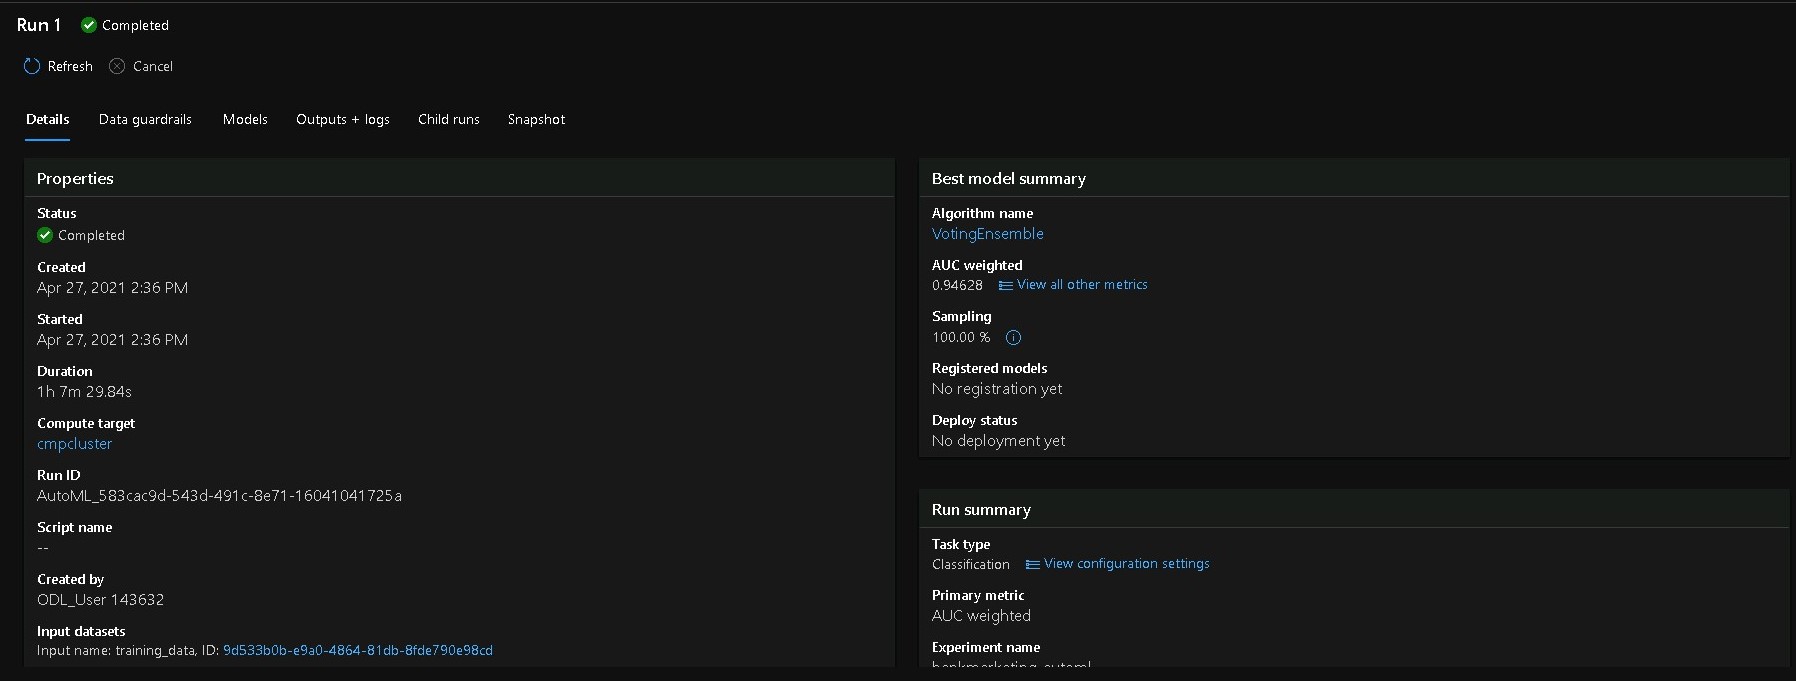 Run 1 Completed
Refresh Cancel
Details Data guardrails Models Outputs + logs Child runs Snapshot
Properties
Status
Completed
Created
Apr 27, 2021 2:36 PM
Started
Apr 27, 2021 2:36 PM
Duration
1h 7m 29.84s
Compute target
cmpcluster
Run ID
AutoML_583cac9d-543d-491c-8e71-16041041725a
Script name
--
Created by
ODL_User 143632
Input datasets
Input name: training_data, ID: 9d533b0b-e9a0-4864-81db-8fde790e98cd
Best model summary
Algorithm name
VotingEnsemble
AUC weighted
0.94628 View all other metrics
Sampling
100.00 %
Registered models
No registration yet
Deploy status
No deployment yet
Run summary
Task type
Classification View configuration settings
Primary metric
AUC weighted
Experiment name